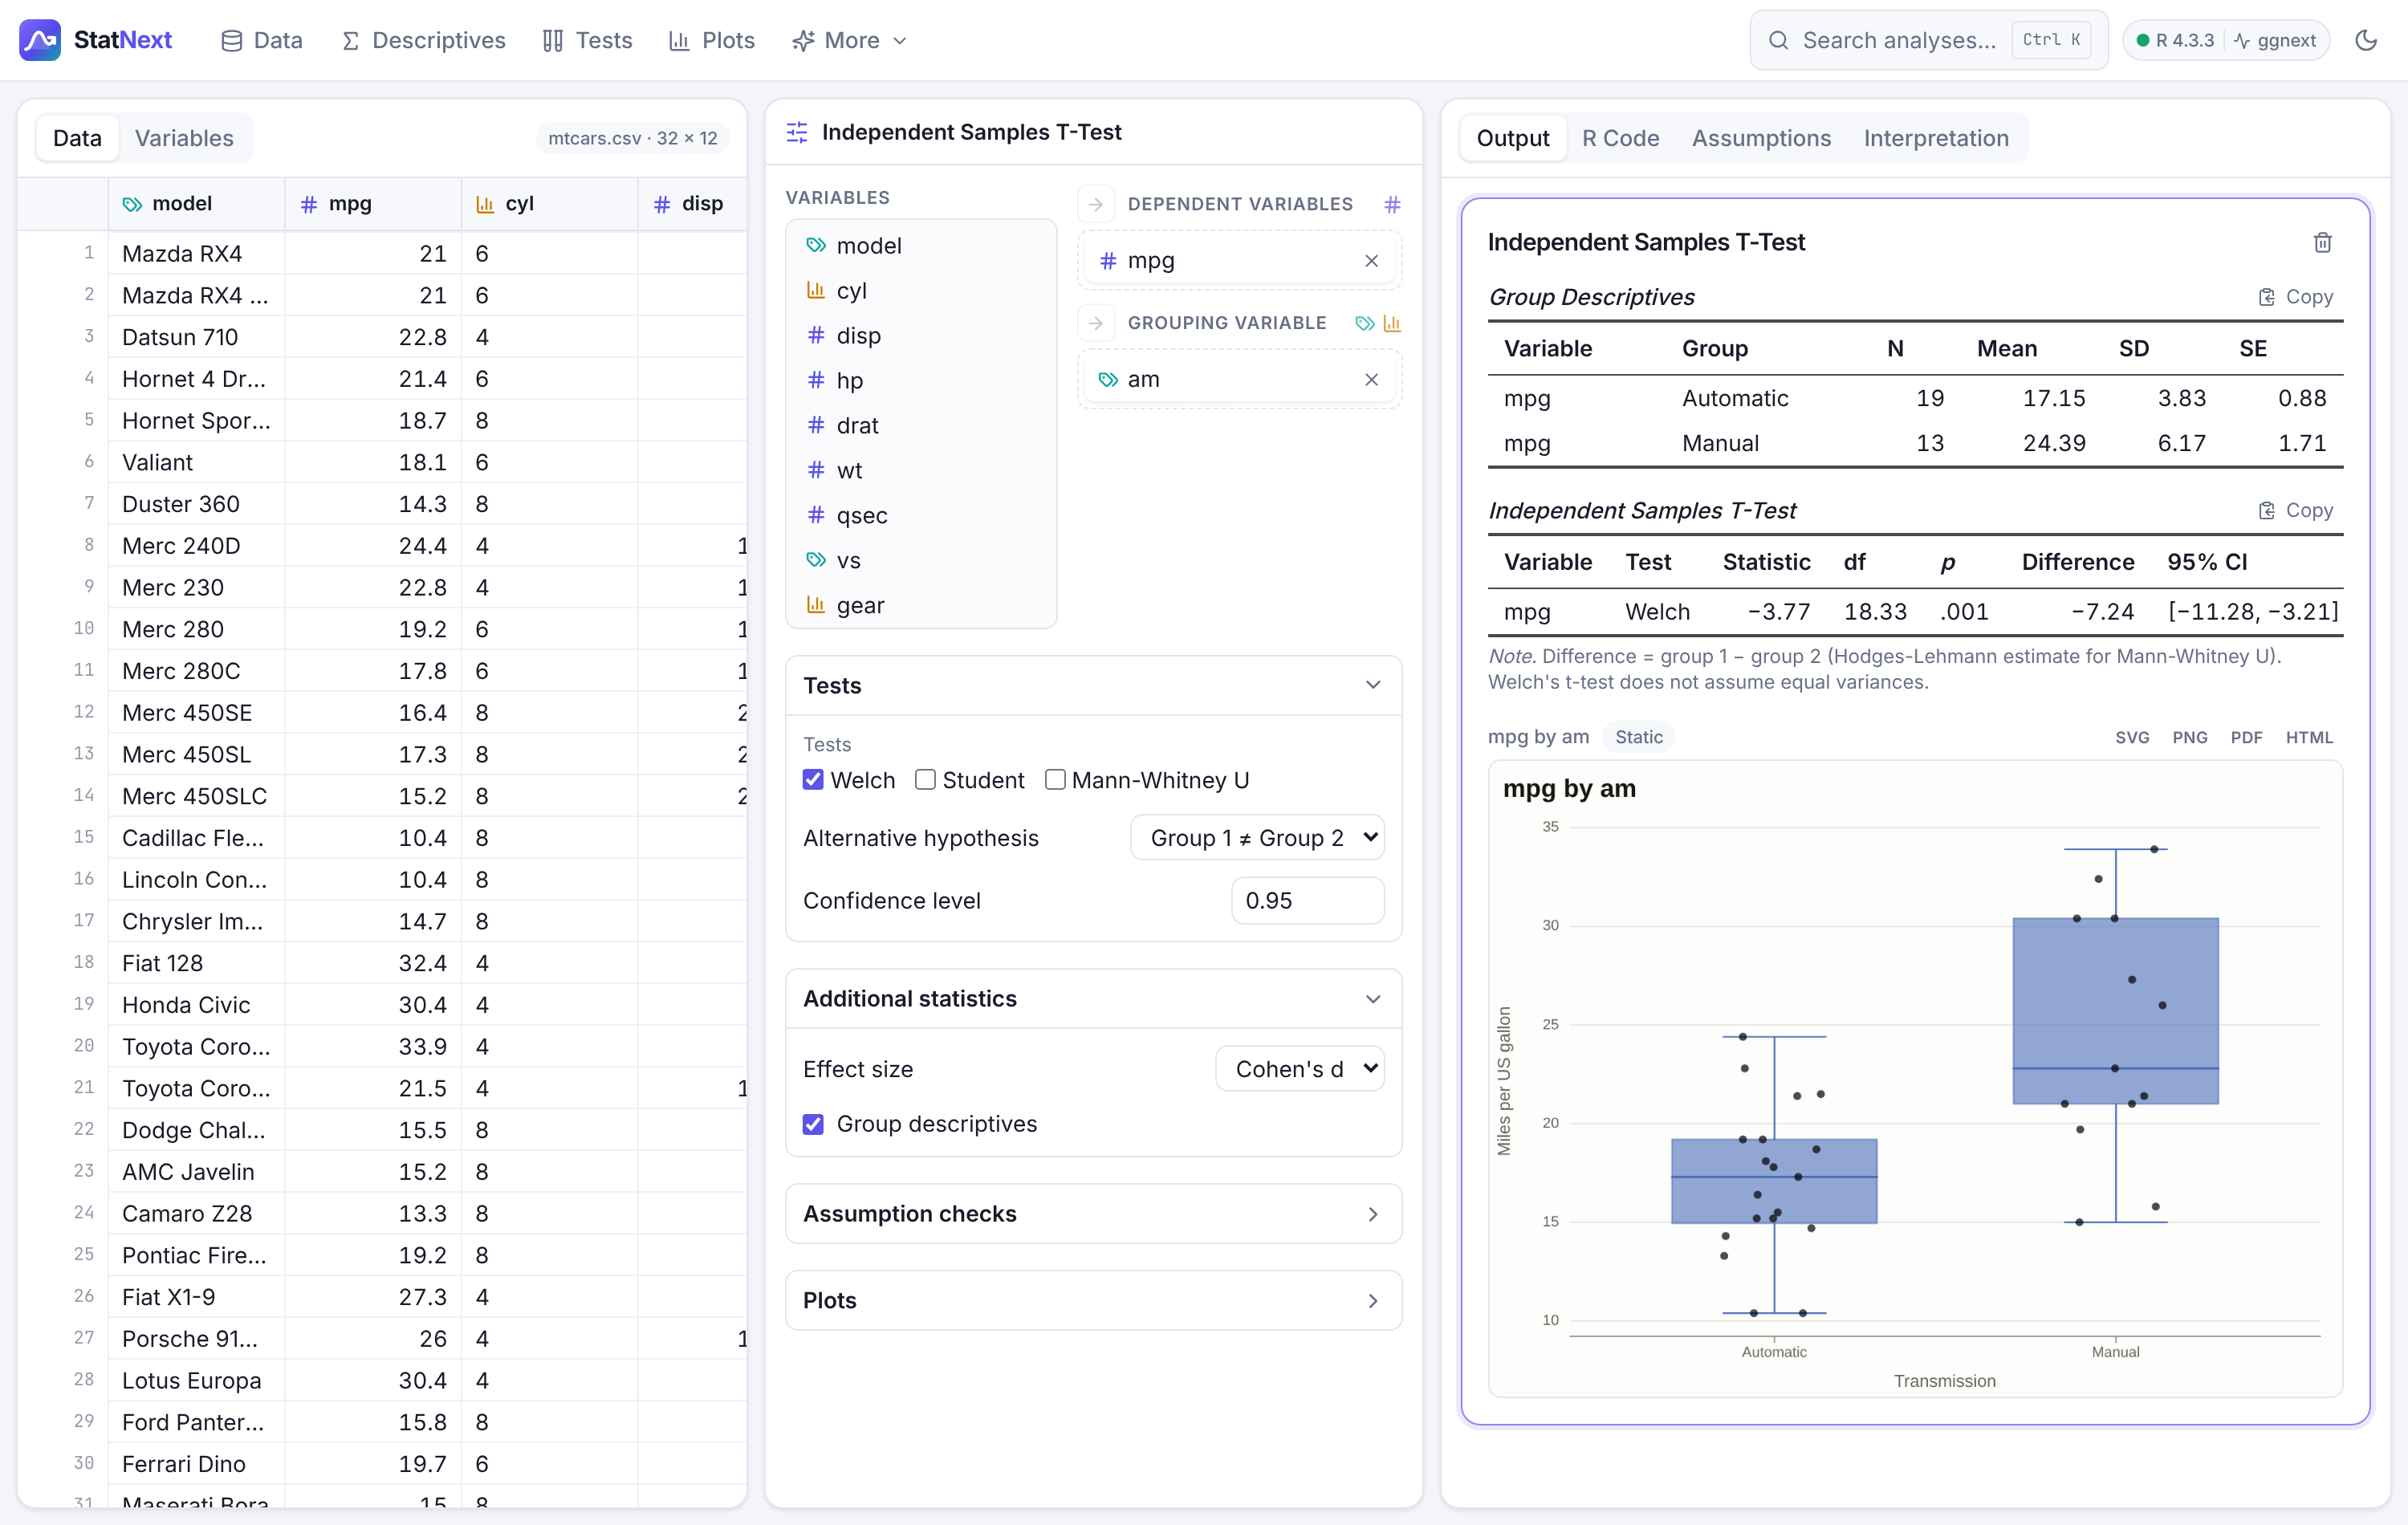 StatNext Data Descriptives Tests Plots More Search analyses... Ctrl K R 4.3.3 ggnext
Data Variables mtcars.csv · 32 × 12
model mpg cyl disp
1 Mazda RX4 21 6
2 Mazda RX4 ... 21 6
3 Datsun 710 22.8 4
4 Hornet 4 Dr... 21.4 6
5 Hornet Spor... 18.7 8
6 Valiant 18.1 6
7 Duster 360 14.3 8
8 Merc 240D 24.4 4 1
9 Merc 230 22.8 4 1
10 Merc 280 19.2 6 1
11 Merc 280C 17.8 6 1
12 Merc 450SE 16.4 8 2
13 Merc 450SL 17.3 8 2
14 Merc 450SLC 15.2 8 2
15 Cadillac Fle... 10.4 8
16 Lincoln Con... 10.4 8
17 Chrysler Im... 14.7 8
18 Fiat 128 32.4 4
19 Honda Civic 30.4 4
20 Toyota Coro... 33.9 4
21 Toyota Coro... 21.5 4 1
22 Dodge Chal... 15.5 8
23 AMC Javelin 15.2 8
24 Camaro Z28 13.3 8
25 Pontiac Fire... 19.2 8
26 Fiat X1-9 27.3 4
27 Porsche 91... 26 4 1
28 Lotus Europa 30.4 4
29 Ford Panter... 15.8 8
30 Ferrari Dino 19.7 6
31 Maserati Bora 15 8
Independent Samples T-Test
VARIABLES
model
cyl
disp
hp
drat
wt
qsec
vs
gear
DEPENDENT VARIABLES
mpg
GROUPING VARIABLE
am
Tests
Tests
Welch Student Mann-Whitney U
Alternative hypothesis Group 1 ≠ Group 2
Confidence level 0.95
Additional statistics
Effect size Cohen's d
Group descriptives
Assumption checks
Plots
Output R Code Assumptions Interpretation
Independent Samples T-Test
Group Descriptives Copy
Variable Group N Mean SD SE
mpg Automatic 19 17.15 3.83 0.88
mpg Manual 13 24.39 6.17 1.71
Independent Samples T-Test Copy
Variable Test Statistic df p Difference 95% CI
mpg Welch −3.77 18.33 .001 −7.24 [−11.28, −3.21]
Note. Difference = group 1 − group 2 (Hodges-Lehmann estimate for Mann-Whitney U).
Welch's t-test does not assume equal variances.
mpg by am Static SVG PNG PDF HTML
mpg by am
35
30
25
20
15
10
Miles per US gallon
Automatic Manual
Transmission